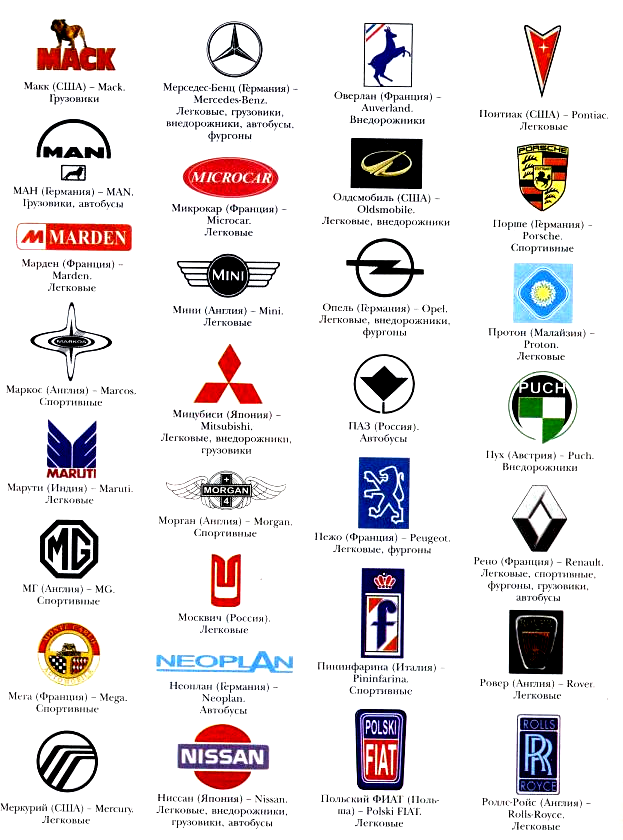 MACK
Макк (США) – Mack.
Грузовики
MAN
МАН (Германия) – MAN.
Грузовики, автобусы
M MARDEN
Марден (Франция) –
Marden.
Легковые
MARKOS
Маркос (Англия) – Marcos.
Спортивные
MARUTI
Марути (Индия) – Maruti.
Легковые
MG
МГ (Англия) – MG.
Спортивные
MONTE CARLO
AUTOMOBILE
Мега (Франция) – Mega.
Спортивные
Меркурий (США) – Mercury.
Легковые
Мерседес-Бенц (Германия) –
Mercedes-Benz.
Легковые, грузовики,
внедорожники, автобусы,
фургоны
MICROCAR
Микрокар (Франция) –
Microcar.
Легковые
MINI
Мини (Англия) – Mini.
Легковые
Мицубиси (Япония) –
Mitsubishi.
Легковые, внедорожники,
грузовики
+
MORGAN
4
Морган (Англия) – Morgan.
Спортивные
Москвич (Россия).
Легковые
NEOPLAN
Неоплан (Германия) –
Neoplan.
Автобусы
NISSAN
Ниссан (Япония) – Nissan.
Легковые, внедорожники,
грузовики, автобусы
Оверлан (Франция) –
Auverland.
Внедорожники
Олдсмобиль (США) –
Oldsmobile.
Легковые, внедорожники
Опель (Германия) – Opel.
Легковые, внедорожники,
фургоны
ПАЗ (Россия).
Автобусы
Пежо (Франция) – Peugeot.
Легковые, фургоны
f
Пининфарина (Италия) –
Pininfarina.
Спортивные
POLSKI
FIAT
Польский ФИАТ (Поль-
ша) – Polski FIAT.
Легковые
Понтиак (США) – Pontiac.
Легковые
PORSCHE
Порше (Германия) –
Porsche.
Спортивные
Протон (Малайзия) –
Proton.
Легковые
PUCH
Пух (Австрия) – Puch.
Внедорожники
Рено (Франция) – Renault.
Легковые, спортивные,
фургоны, грузовики,
автобусы
Ровер (Англия) – Rover.
Легковые
ROLLS
RR
ROYCE
Роллс-Ройс (Англия) –
Rolls-Royce.
Легковые